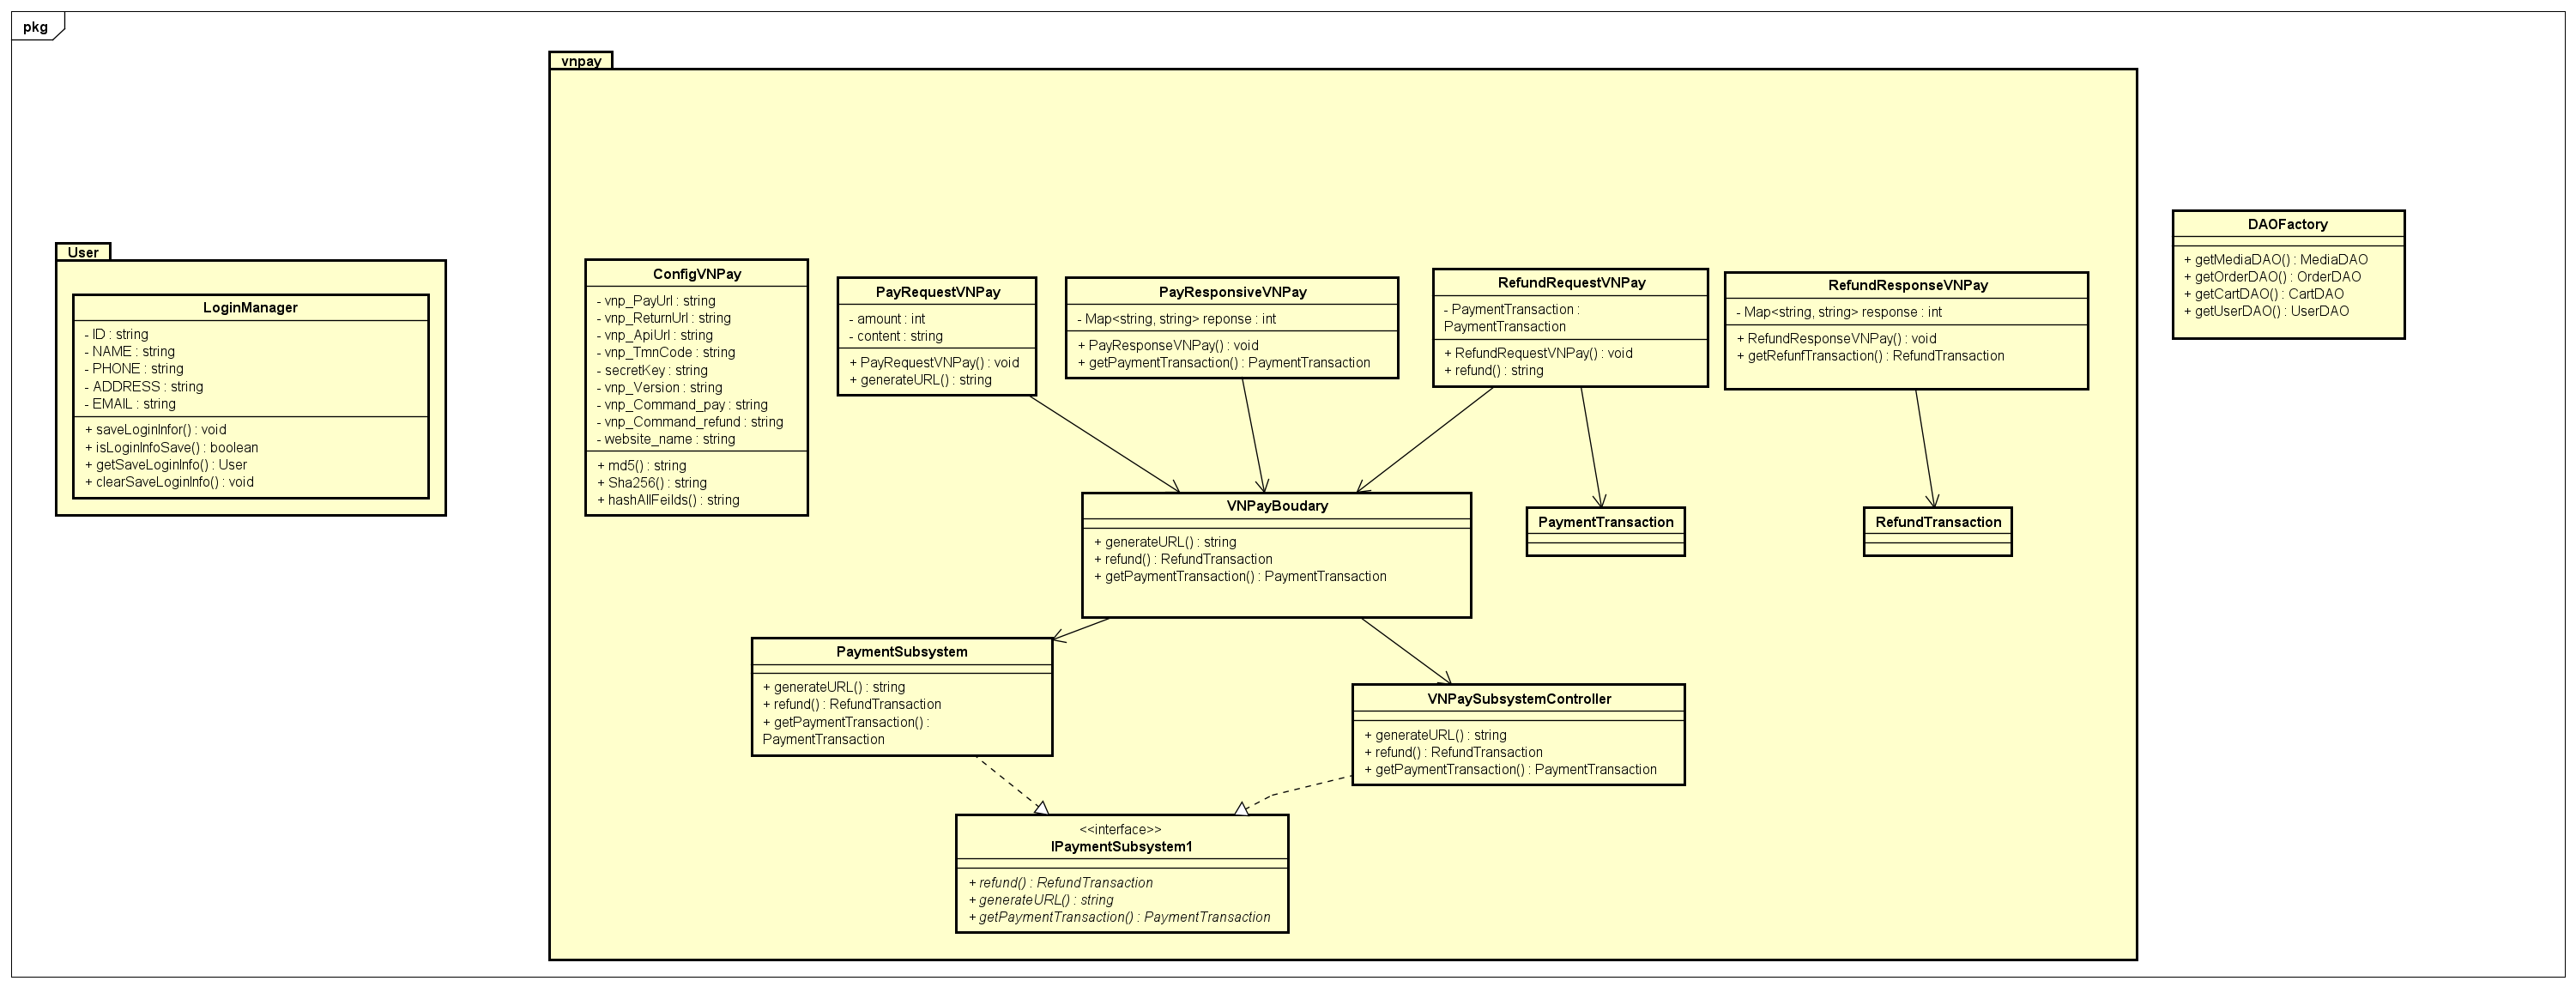 pkg
vnpay
User
LoginManager
- ID : string
- NAME : string
- PHONE : string
- ADDRESS : string
- EMAIL : string
+ saveLoginInfor() : void
+ isLoginInfoSave() : boolean
+ getSaveLoginInfo() : User
+ clearSaveLoginInfo() : void
ConfigVNPay
- vnp_PayUrl : string
- vnp_ReturnUrl : string
- vnp_ApiUrl : string
- vnp_TmnCode : string
- secretKey : string
- vnp_Version : string
- vnp_Command_pay : string
- vnp_Command_refund : string
- website_name : string
+ md5() : string
+ Sha256() : string
+ hashAllFeilds() : string
PayRequestVNPay
- amount : int
- content : string
+ PayRequestVNPay() : void
+ generateURL() : string
PayResponsiveVNPay
- Map<string, string> reponse : int
+ PayResponseVNPay() : void
+ getPaymentTransaction() : PaymentTransaction
RefundRequestVNPay
- PaymentTransaction :
PaymentTransaction
+ RefundRequestVNPay() : void
+ refund() : string
RefundResponseVNPay
- Map<string, string> response : int
+ RefundResponseVNPay() : void
+ getRefunfTransaction() : RefundTransaction
DAOFactory
+ getMediaDAO() : MediaDAO
+ getOrderDAO() : OrderDAO
+ getCartDAO() : CartDAO
+ getUserDAO() : UserDAO
VNPayBoudary
+ generateURL() : string
+ refund() : RefundTransaction
+ getPaymentTransaction() : PaymentTransaction
PaymentTransaction
RefundTransaction
PaymentSubsystem
+ generateURL() : string
+ refund() : RefundTransaction
+ getPaymentTransaction() :
PaymentTransaction
VNPaySubsystemController
+ generateURL() : string
+ refund() : RefundTransaction
+ getPaymentTransaction() : PaymentTransaction
<<interface>>
IPaymentSubsystem1
+ refund() : RefundTransaction
+ generateURL() : string
+ getPaymentTransaction() : PaymentTransaction